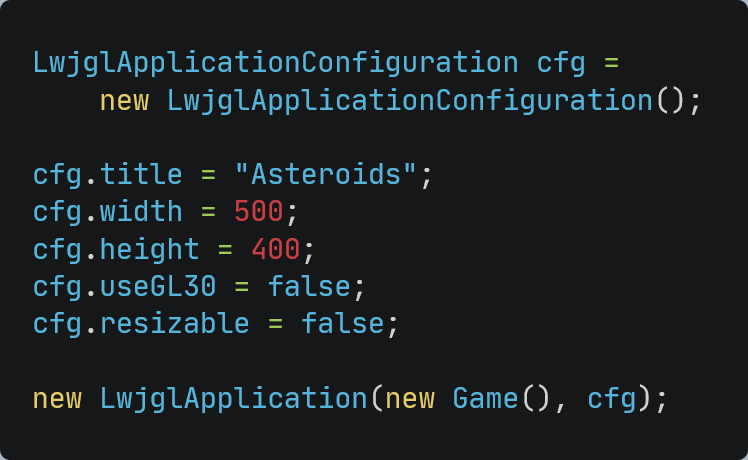 LwjglApplicationConfiguration cfg =
    new LwjglApplicationConfiguration();

cfg.title = "Asteroids";
cfg.width = 500;
cfg.height = 400;
cfg.useGL30 = false;
cfg.resizable = false;

new LwjglApplication(new Game(), cfg);